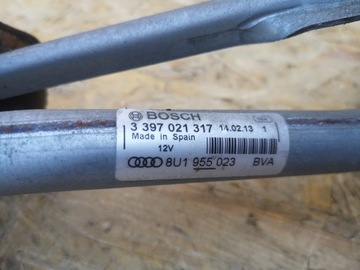 BOSCH
3 397 021 317 14.02.13 1
Made in Spain
12V
8U1 955 023 BVA